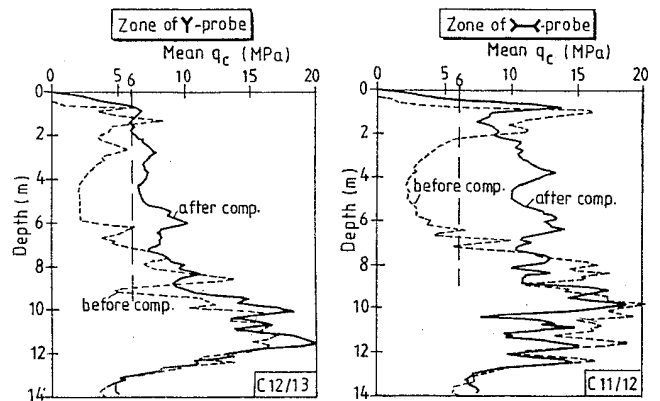 Zone of Y-probe
Mean qc (MPa)
0 5 6 10 15 20
Depth (m)
0
2
4
6
8
10
12
14
after comp.
before comp.
C12/13
Zone of >-<-probe
Mean qc (MPa)
0 5 6 10 15 20
Depth (m)
0
2
4
6
8
10
12
14
before comp.
after comp.
C11/12